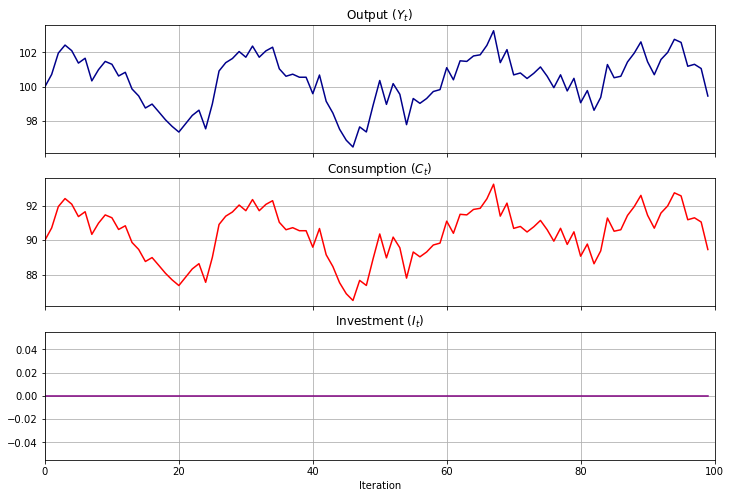 Output (Y_t)
102
100
98
Consumption (C_t)
92
90
88
Investment (I_t)
0.04
0.02
0.00
−0.02
−0.04
0 20 40 60 80 100
Iteration